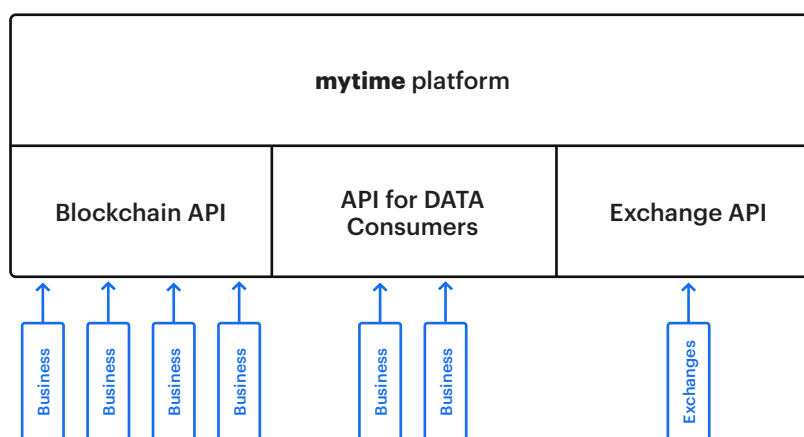 mytime platform
Blockchain API
API for DATA
Consumers
Exchange API
Business
Business
Business
Business
Business
Business
Exchanges